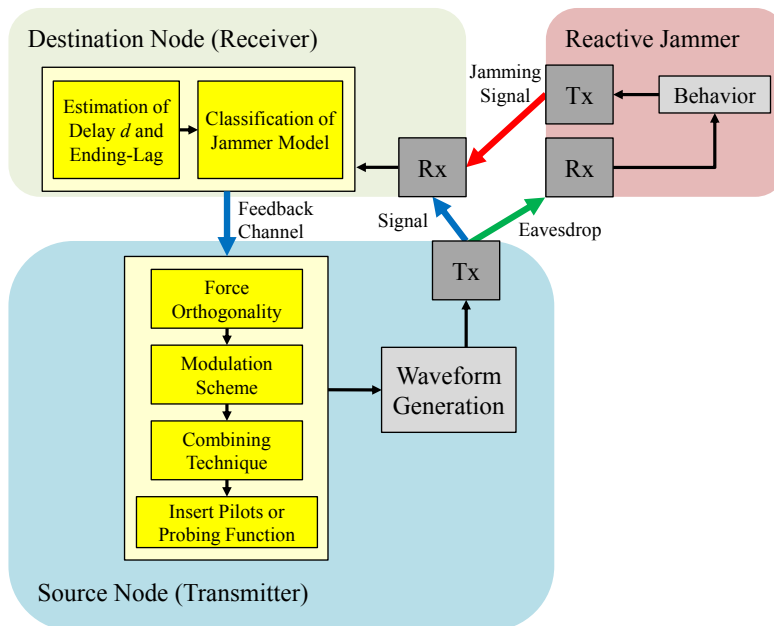 Destination Node (Receiver)
Estimation of
Delay d and
Ending-Lag
Classification of
Jammer Model
Rx
Reactive Jammer
Jamming
Signal
Tx
Behavior
Rx
Feedback
Channel
Signal
Eavesdrop
Tx
Force
Orthogonality
Modulation
Scheme
Combining
Technique
Insert Pilots or
Probing Function
Waveform
Generation
Source Node (Transmitter)